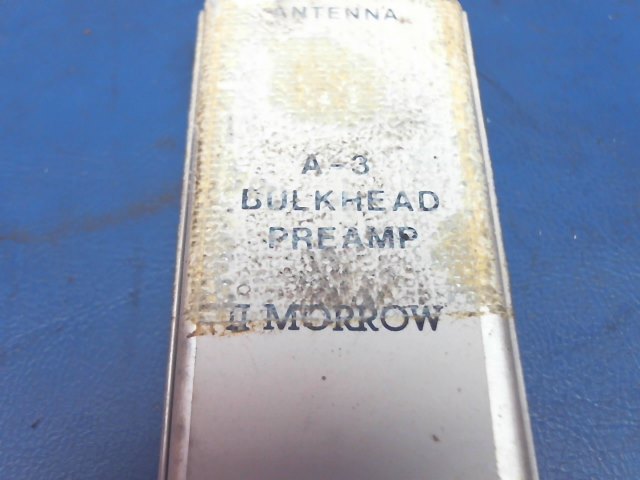 ANTENNA
A-3
BULKHEAD
PREAMP
II MORROW